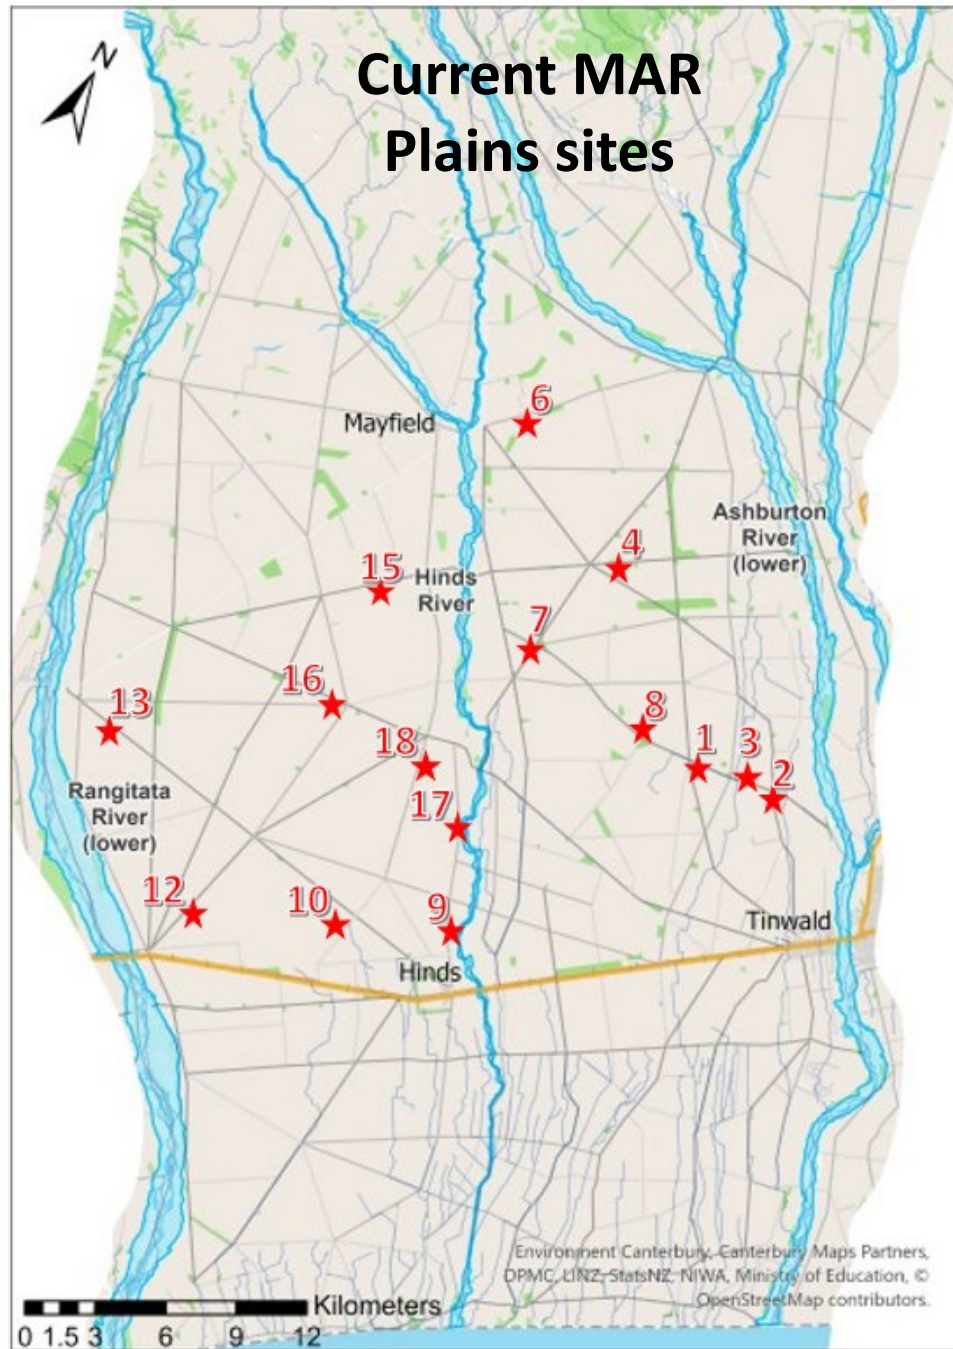 Current MAR
Plains sites
N
6
Mayfield
Ashburton
River
(lower)
4
15
Hinds
River
7
16
13
8
18
1
3
2
Rangitata
River
(lower)
17
12
10
9
Tinwald
Hinds
Environment Canterbury, Canterbury Maps Partners,
DPMC, LINZ, StatsNZ, NIWA, Ministry of Education, ©
OpenStreetMap contributors.
Kilometers
0 1.5 3 6 9 12